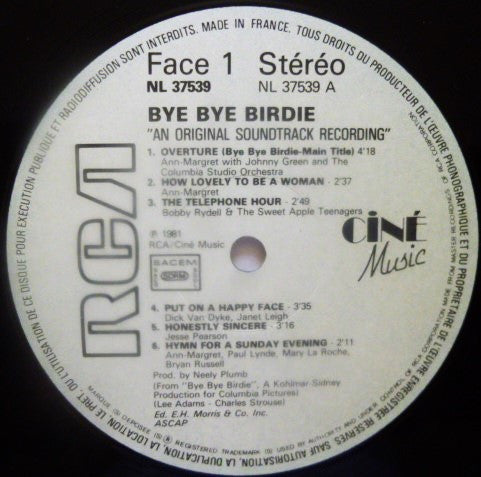 Face 1 Stéréo
NL 37539 NL 37539 A
BYE BYE BIRDIE
"AN ORIGINAL SOUNDTRACK RECORDING"
1. OVERTURE (Bye Bye Birdie-Main Title) 4'18
Ann-Margret with Johnny Green and The
Columbia Studio Orchestra
2. HOW LOVELY TO BE A WOMAN - 2'37
Ann-Margret
3. THE TELEPHONE HOUR - 2'49
Bobby Rydell & The Sweet Apple Teenagers
℗ 1981
RCA/Ciné Music
RCA
SACEM
SDRM
CINÉ
Music
4. PUT ON A HAPPY FACE - 3'35
Dick Van Dyke, Janet Leigh
5. HONESTLY SINCERE - 3'16
Jesse Pearson
6. HYMN FOR A SUNDAY EVENING - 2'11
Ann-Margret, Paul Lynde, Mary La Roche,
Bryan Russell
Prod. by Neely Plumb
(From "Bye Bye Birdie", A Kohlmar-Sidney
Production for Columbia Pictures)
(Lee Adams - Charles Strouse)
Ed. E.H. Morris & Co. Inc.
ASCAP
MADE IN FRANCE. TOUS DROITS DU PRODUCTEUR DE L'ŒUVRE PHONOGRAPHIQUE ET DU PROPRIETAIRE DE L'ŒUVRE ENREGISTREE RESERVES SAUF AUTORISATION, LA DUPLICATION, LA LOCATION, LE PRET, OU L'UTILISATION DE CE DISQUE POUR EXECUTION PUBLIQUE ET RADIODIFFUSION SONT INTERDITS.